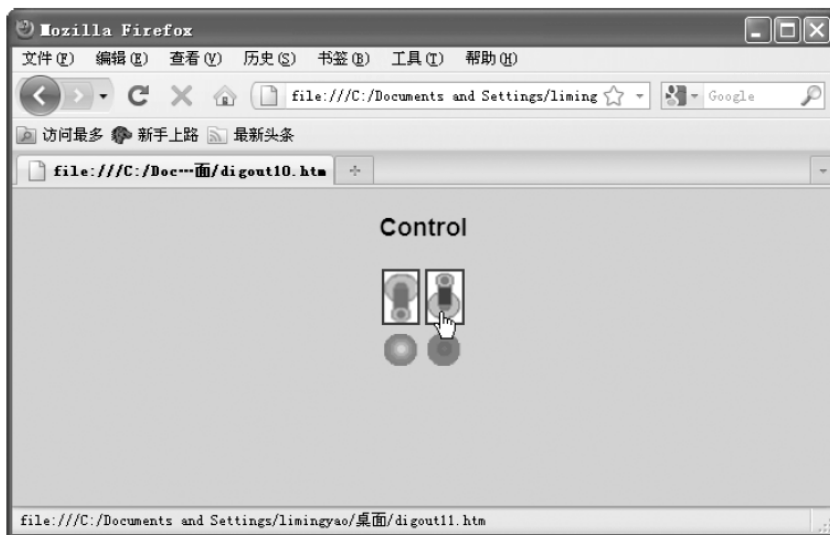 Mozilla Firefox
文件(F) 编辑(E) 查看(V) 历史(S) 书签(B) 工具(T) 帮助(H)
file:///C:/Documents and Settings/liming Google
访问最多 新手上路 最新头条
file:///C:/Doc…面/digout10.htm
Control
file:///C:/Documents and Settings/limingyao/桌面/digout11.htm